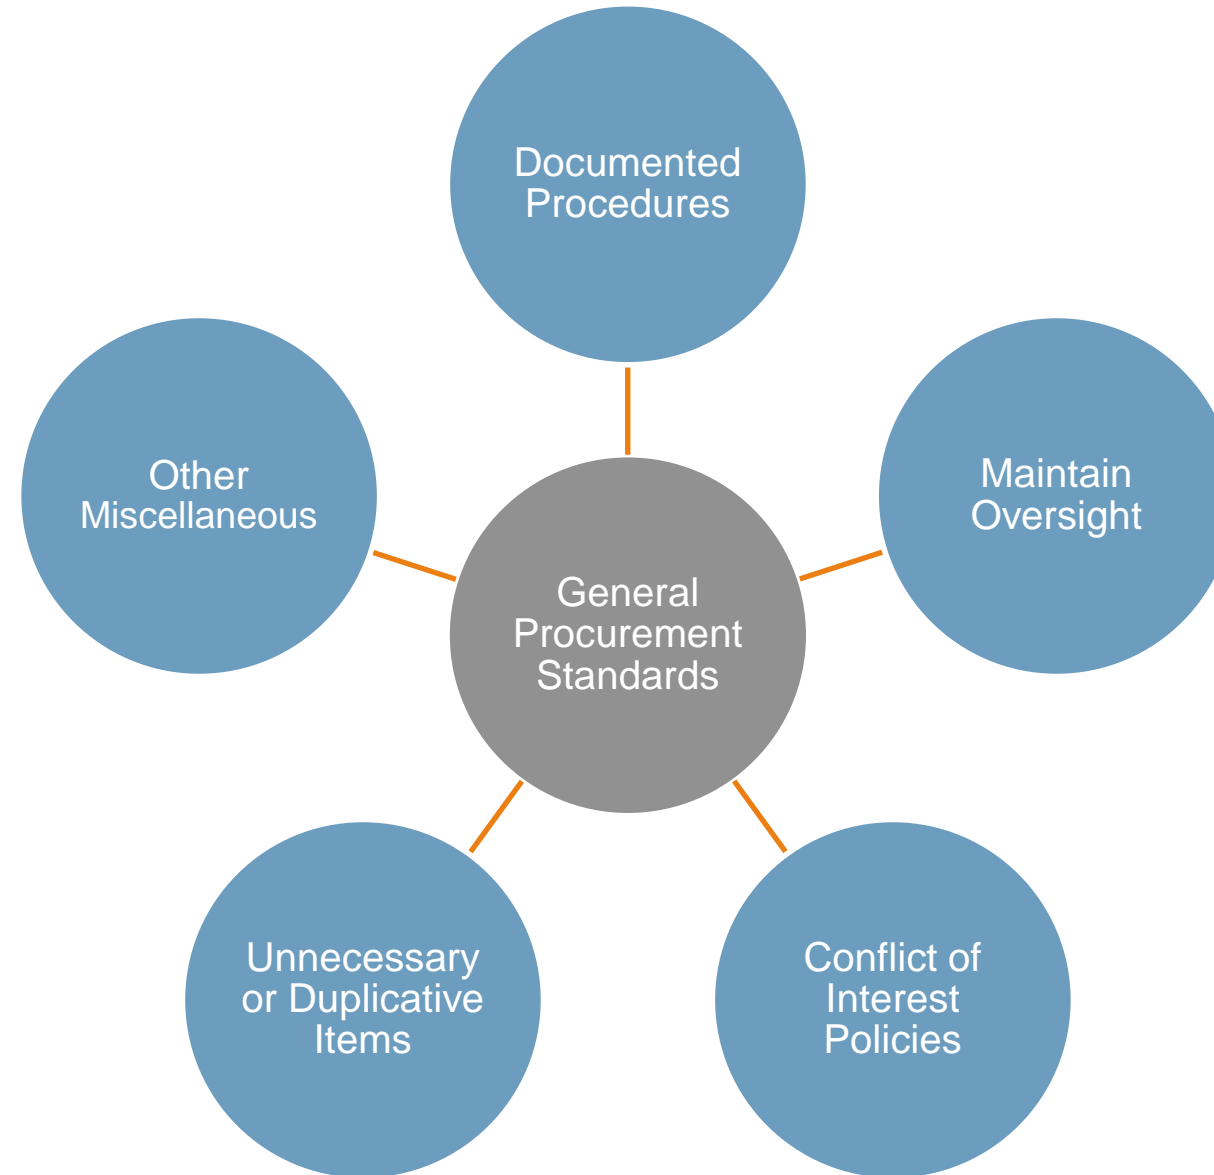 Documented
Procedures
Other
Miscellaneous
Maintain
Oversight
General
Procurement
Standards
Unnecessary
or Duplicative
Items
Conflict of
Interest
Policies